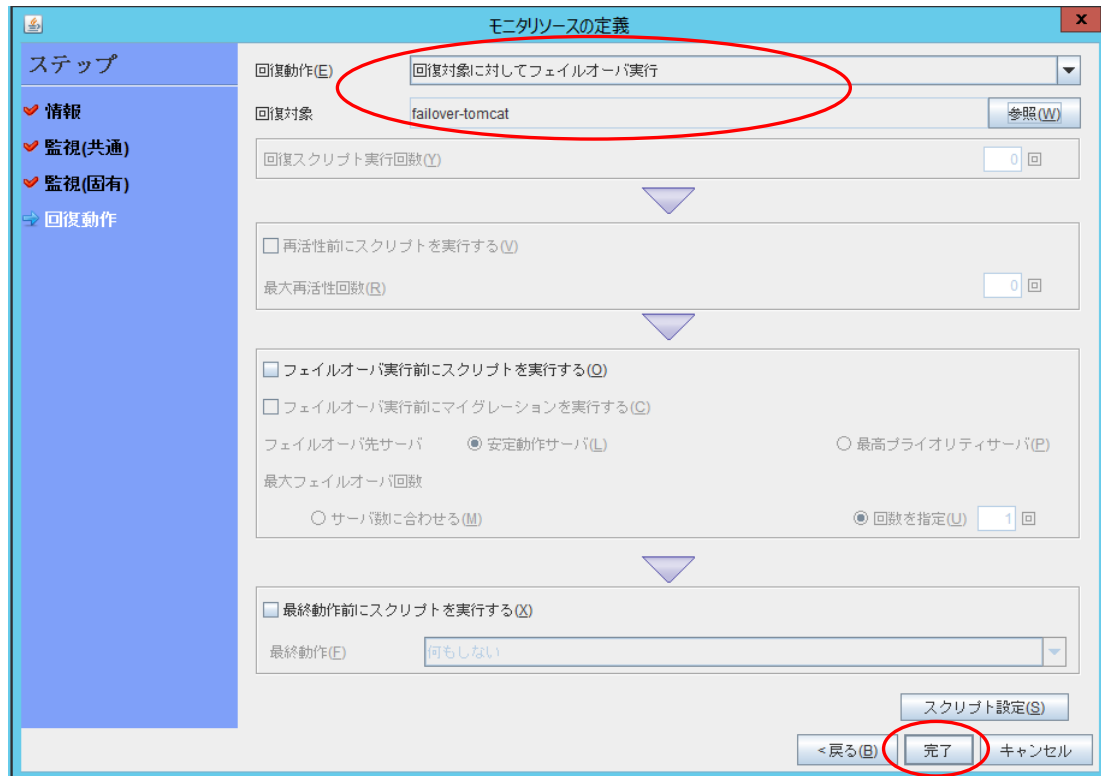 モニタリソースの定義
x
ステップ
情報
監視(共通)
監視(固有)
回復動作
回復動作(E) 回復対象に対してフェイルオーバ実行
回復対象 failover-tomcat 参照(W)
回復スクリプト実行回数(Y) 0 回
再活性前にスクリプトを実行する(V)
最大再活性回数(R) 0 回
フェイルオーバ実行前にスクリプトを実行する(O)
フェイルオーバ実行前にマイグレーションを実行する(C)
フェイルオーバ先サーバ 安定動作サーバ(L) 最高プライオリティサーバ(P)
最大フェイルオーバ回数
サーバ数に合わせる(M) 回数を指定(U) 1 回
最終動作前にスクリプトを実行する(X)
最終動作(F) 何もしない
スクリプト設定(S)
<戻る(B) 完了 キャンセル